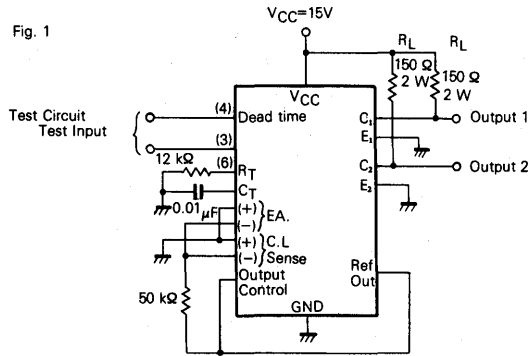 Fig. 1
VCC=15V
RL RL
150 Ω
2 W
150 Ω
2 W
VCC
Test Circuit
Test Input
(4) Dead time
(3)
12 kΩ
(6) RT
CT
0.01 μF
(+)
(−)
EA.
(+)
(−)
C.L
Sense
Output
Control
50 kΩ
GND
C1 Output 1
E1
C2 Output 2
E2
Ref
Out